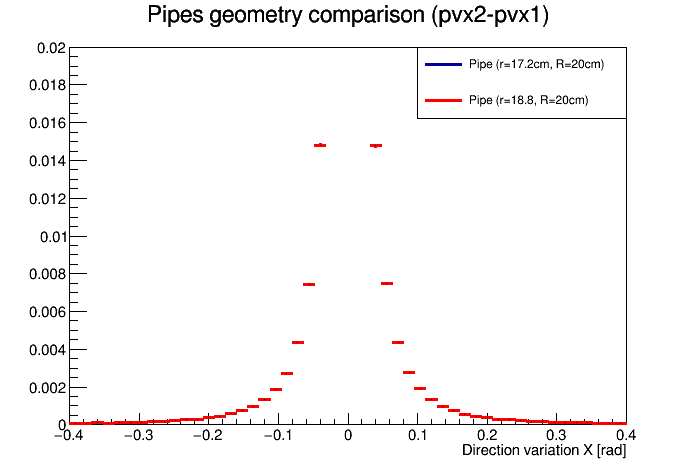 Pipes geometry comparison (pvx2-pvx1)
Pipe (r=17.2cm, R=20cm)
Pipe (r=18.8, R=20cm)
0.02
0.018
0.016
0.014
0.012
0.01
0.008
0.006
0.004
0.002
0
−0.4 −0.3 −0.2 −0.1 0 0.1 0.2 0.3 0.4
Direction variation X [rad]